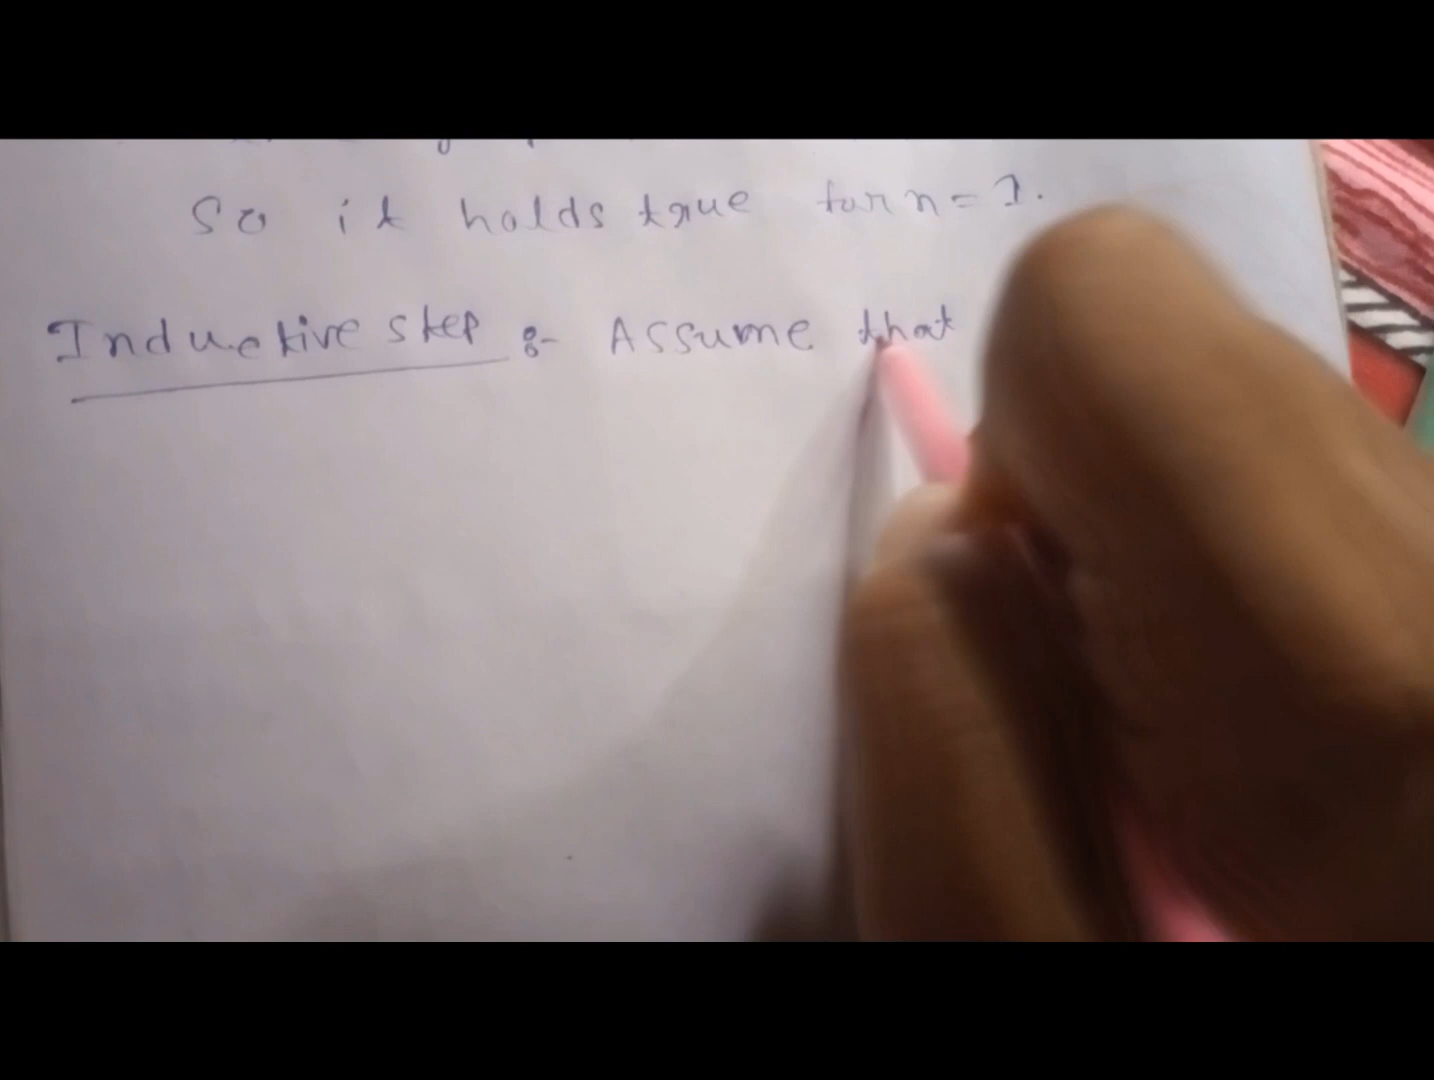 So it holds true for n = 1.
Inductive step :- Assume that